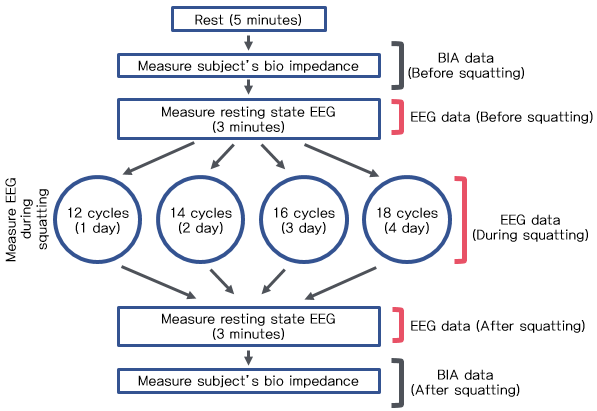 Rest (5 minutes)
Measure subject's bio impedance
BIA data
(Before squatting)
Measure resting state EEG
(3 minutes)
EEG data (Before squatting)
Measure EEG
during
squatting
12 cycles
(1 day)
14 cycles
(2 day)
16 cycles
(3 day)
18 cycles
(4 day)
EEG data
(During squatting)
Measure resting state EEG
(3 minutes)
EEG data (After squatting)
Measure subject's bio impedance
BIA data
(After squatting)